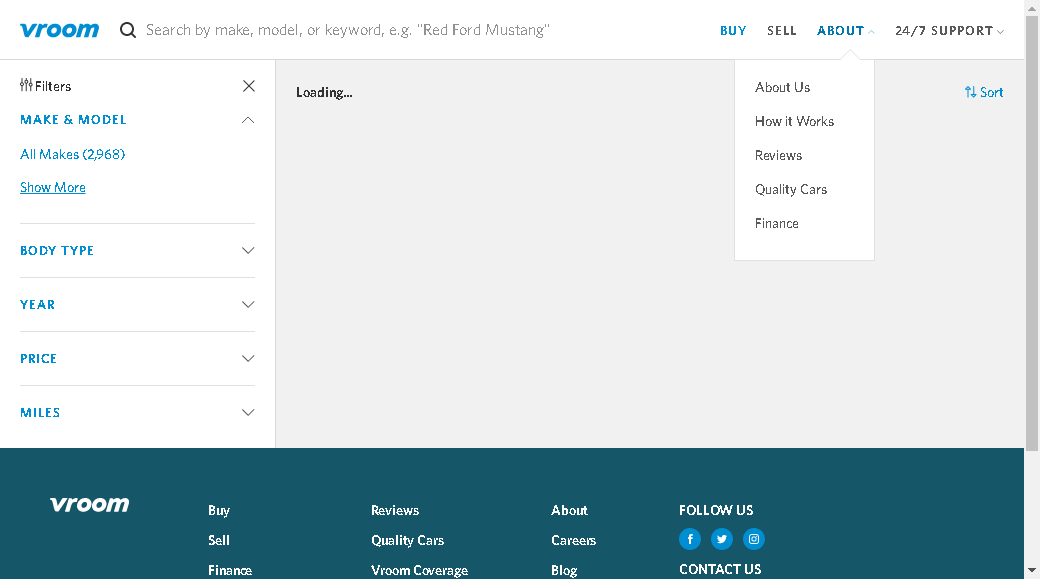 vroom Search by make, model, or keyword, e.g. "Red Ford Mustang" BUY SELL ABOUT 24/7 SUPPORT
Filters
MAKE & MODEL
All Makes (2,968)
Show More
BODY TYPE
YEAR
PRICE
MILES
Loading...
Sort
About Us
How it Works
Reviews
Quality Cars
Finance
vroom
Buy
Sell
Finance
Reviews
Quality Cars
Vroom Coverage
About
Careers
Blog
FOLLOW US
CONTACT US